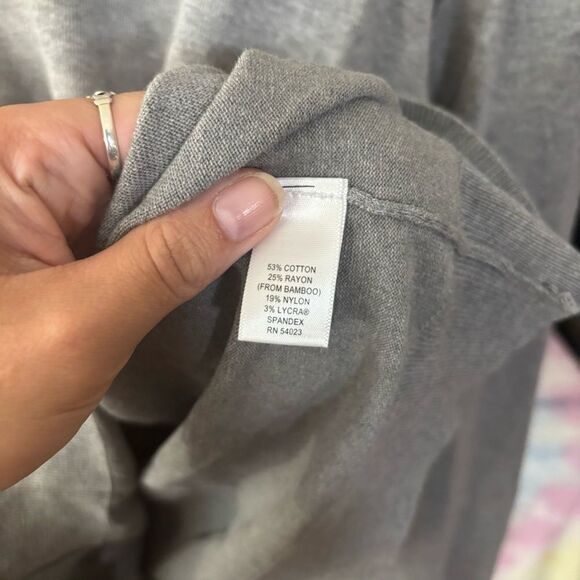 53% COTTON
25% RAYON
(FROM BAMBOO)
19% NYLON
3% LYCRA®
SPANDEX
RN 54023